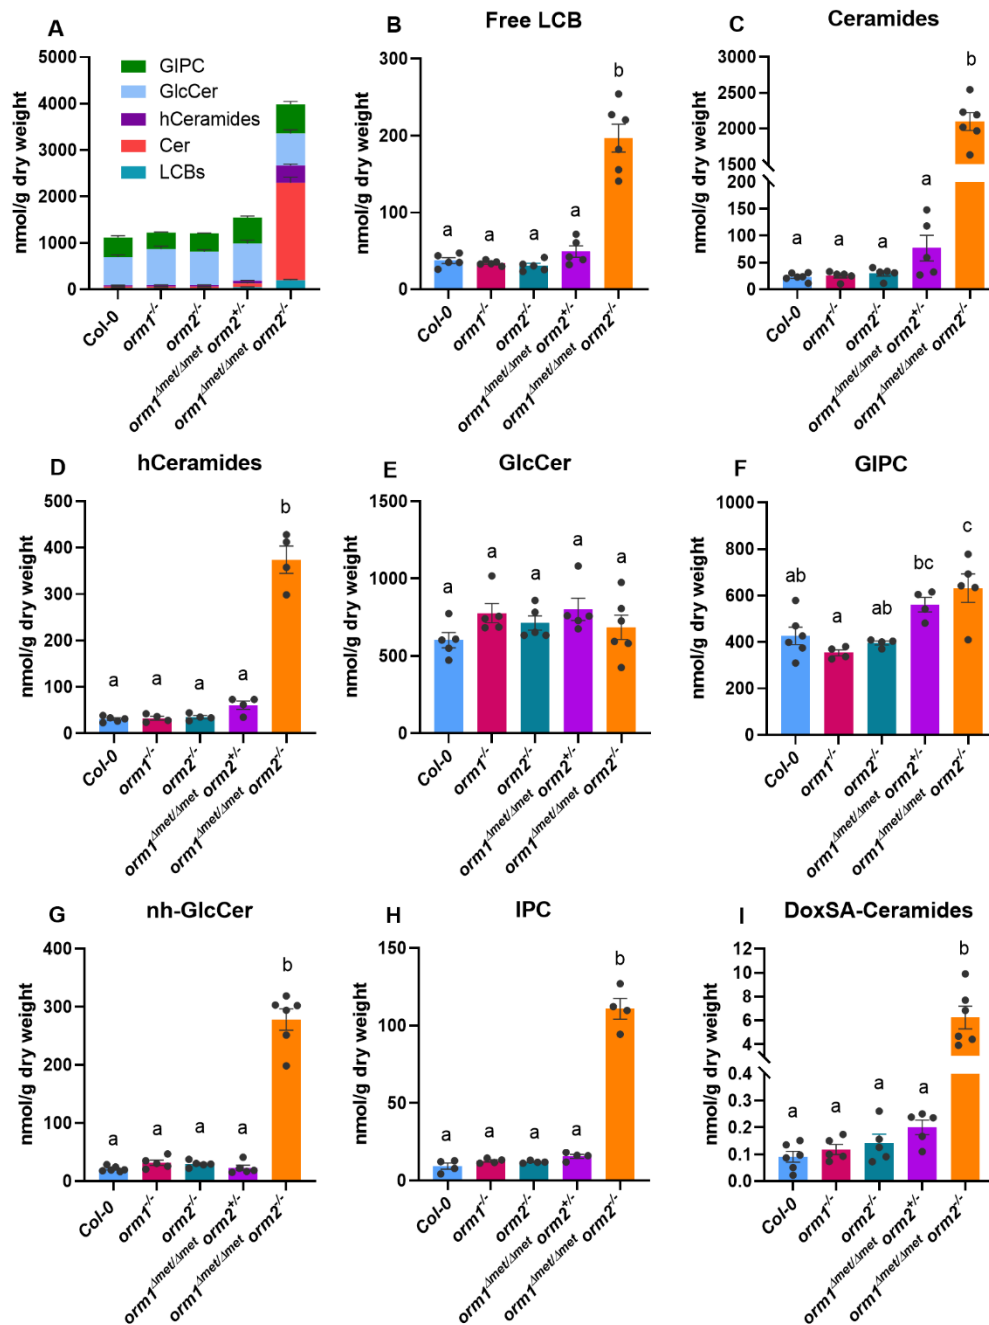 A
nmol/g dry weight
5000
4000
3000
2000
1000
0
GIPC
GlcCer
hCeramides
Cer
LCBs
Col-0
orm1-/-
orm2-/-
orm1Δmet/Δmet orm2+/-
orm1Δmet/Δmet orm2-/-
B
Free LCB
nmol/g dry weight
300
200
100
0
a
a
a
a
b
Col-0
orm1-/-
orm2-/-
orm1Δmet/Δmet orm2+/-
orm1Δmet/Δmet orm2-/-
C
Ceramides
nmol/g dry weight
3000
2500
2000
1500
200
150
100
50
0
a
a
a
a
b
Col-0
orm1-/-
orm2-/-
orm1Δmet/Δmet orm2+/-
orm1Δmet/Δmet orm2-/-
D
hCeramides
nmol/g dry weight
500
400
300
200
100
0
a
a
a
a
b
Col-0
orm1-/-
orm2-/-
orm1Δmet/Δmet orm2+/-
orm1Δmet/Δmet orm2-/-
E
GlcCer
nmol/g dry weight
1500
1000
500
0
a
a
a
a
a
Col-0
orm1-/-
orm2-/-
orm1Δmet/Δmet orm2+/-
orm1Δmet/Δmet orm2-/-
F
GIPC
nmol/g dry weight
1000
800
600
400
200
0
ab
a
ab
bc
c
Col-0
orm1-/-
orm2-/-
orm1Δmet/Δmet orm2+/-
orm1Δmet/Δmet orm2-/-
G
nh-GlcCer
nmol/g dry weight
400
300
200
100
0
a
a
a
a
b
Col-0
orm1-/-
orm2-/-
orm1Δmet/Δmet orm2+/-
orm1Δmet/Δmet orm2-/-
H
IPC
nmol/g dry weight
150
100
50
0
a
a
a
a
b
Col-0
orm1-/-
orm2-/-
orm1Δmet/Δmet orm2+/-
orm1Δmet/Δmet orm2-/-
I
DoxSA-Ceramides
nmol/g dry weight
12
10
8
6
4
0.4
0.3
0.2
0.1
0.0
a
a
a
a
b
Col-0
orm1-/-
orm2-/-
orm1Δmet/Δmet orm2+/-
orm1Δmet/Δmet orm2-/-